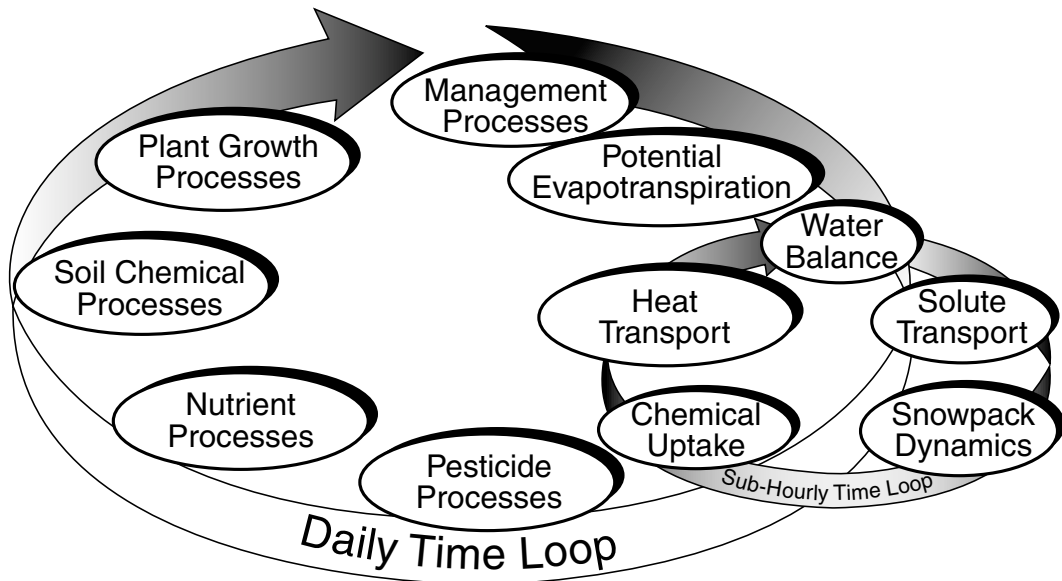 Management
Processes
Potential
Evapotranspiration
Water
Balance
Solute
Transport
Snowpack
Dynamics
Sub-Hourly Time Loop
Chemical
Uptake
Heat
Transport
Pesticide
Processes
Nutrient
Processes
Soil Chemical
Processes
Plant Growth
Processes
Daily Time Loop